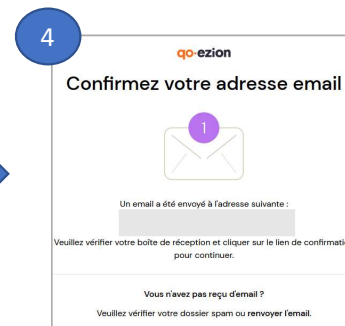 4
qo-ezion
Confirmez votre adresse email
1
Un email a été envoyé à l'adresse suivante :
Veuillez vérifier votre boîte de réception et cliquer sur le lien de confirmati
pour continuer.
Vous n'avez pas reçu d'email ?
Veuillez vérifier votre dossier spam ou renvoyer l'email.